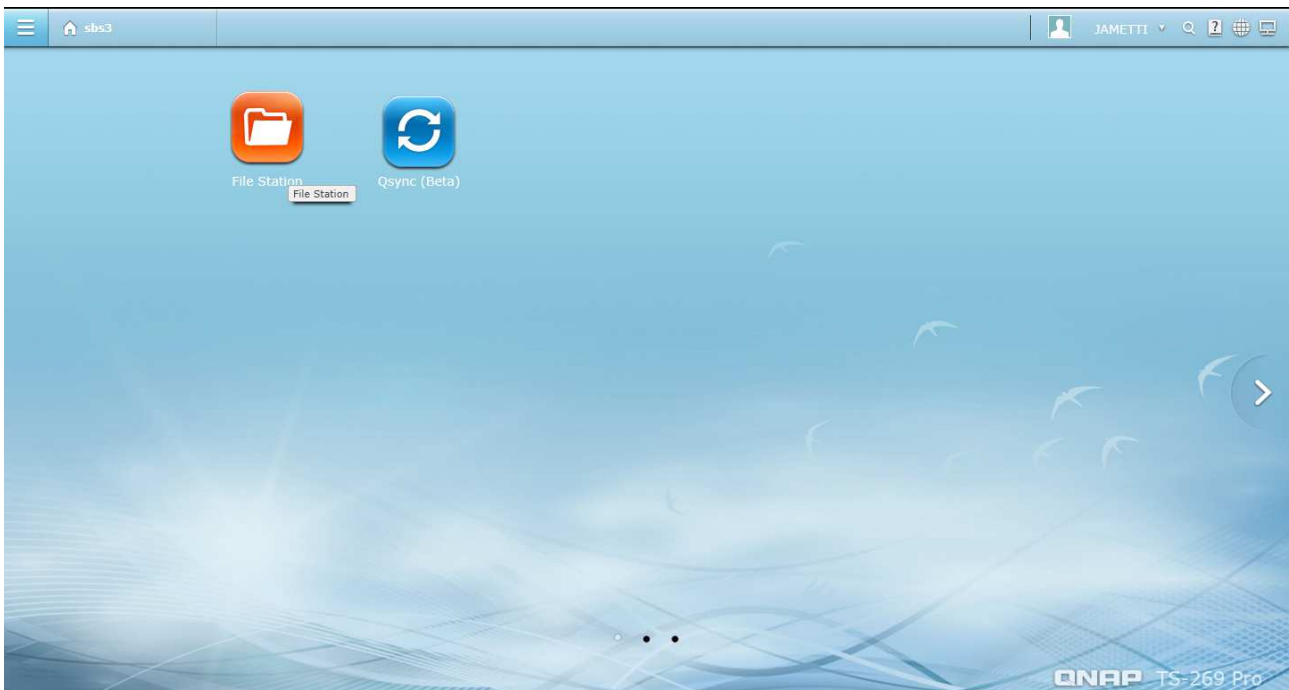 sbs3
JAMETTI
File Station
Qsync (Beta)
File Station
QNAP TS-269 Pro